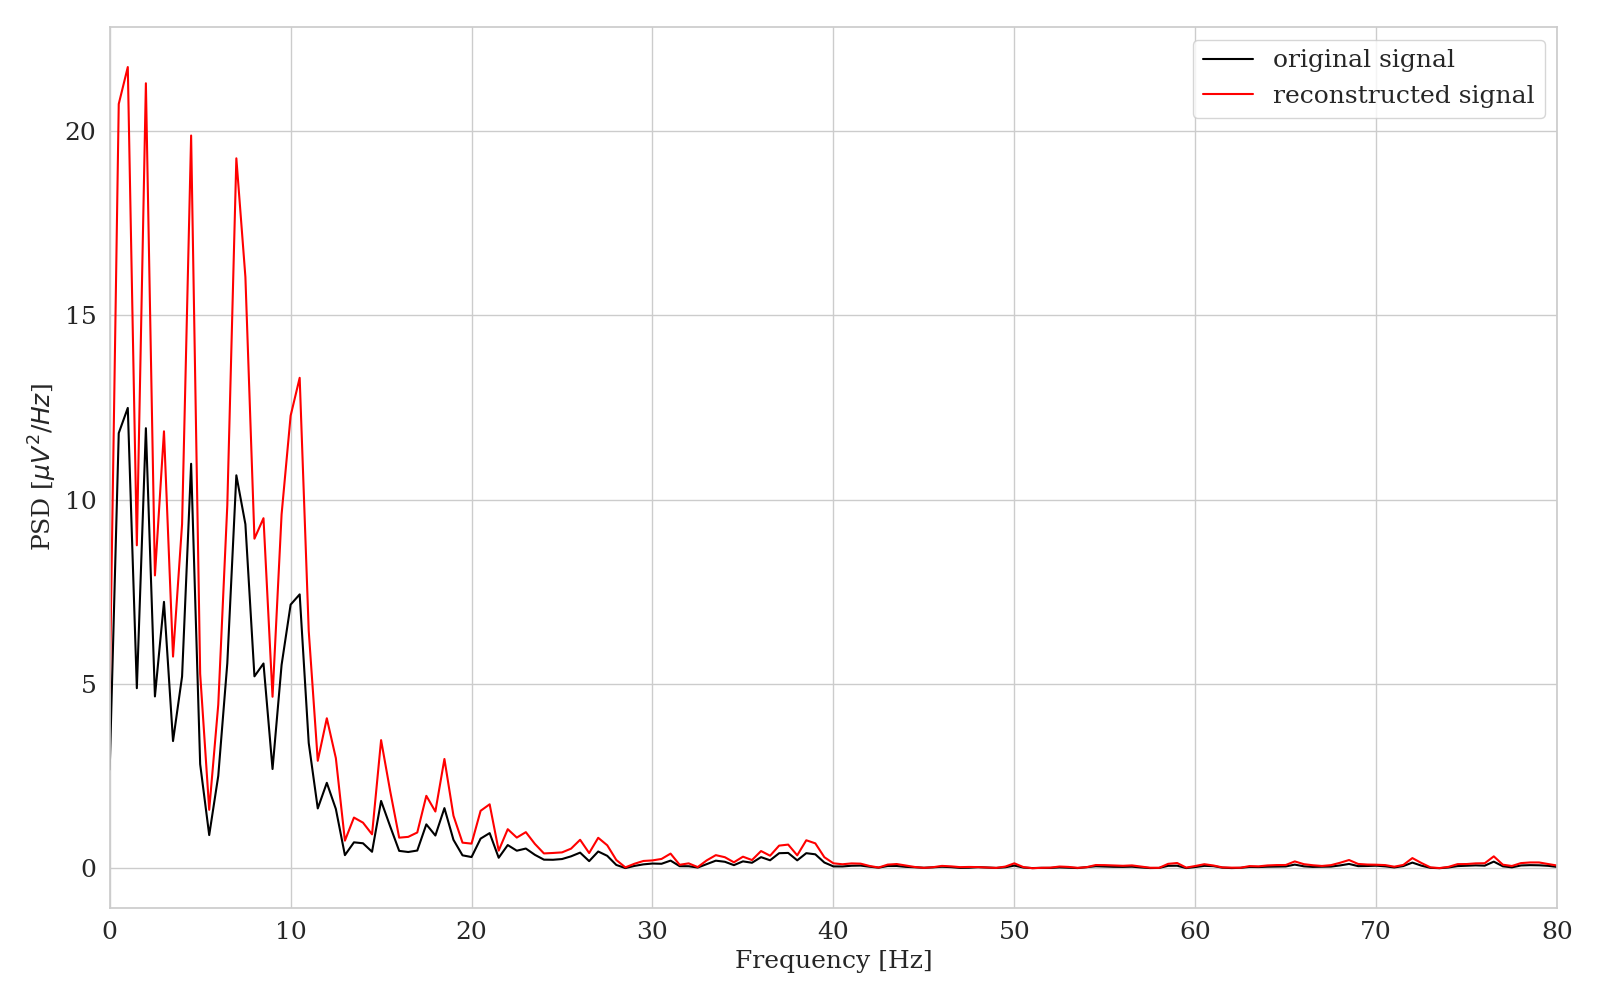 original signal
reconstructed signal
20
15
10
5
0
PSD [μV²/Hz]
0 10 20 30 40 50 60 70 80
Frequency [Hz]